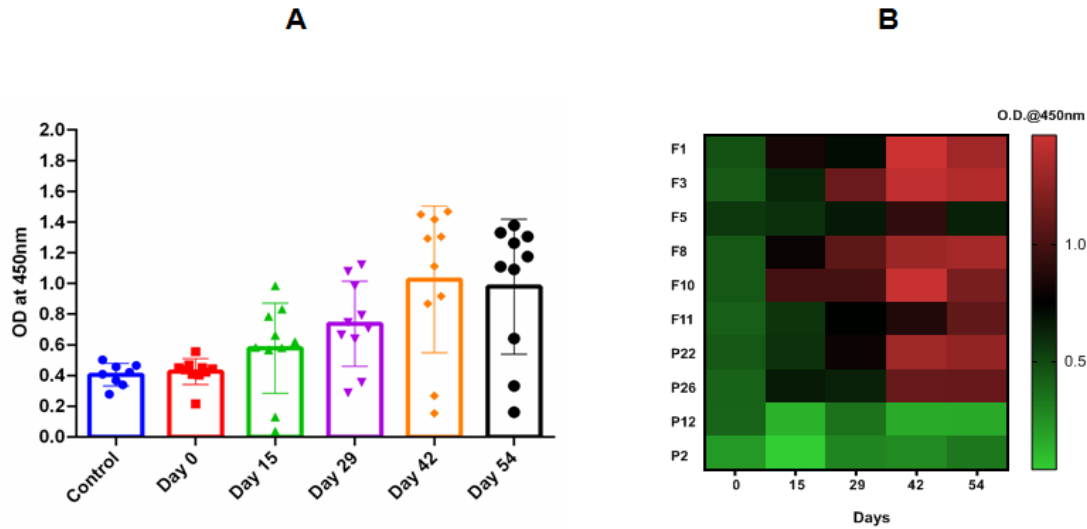 A
B
OD at 450nm
2.0
1.8
1.6
1.4
1.2
1.0
0.8
0.6
0.4
0.2
0.0
Control
Day 0
Day 15
Day 29
Day 42
Day 54
O.D.@450nm
F1
F3
F5
F8
F10
F11
P22
P26
P12
P2
1.0
0.5
0 15 29 42 54
Days